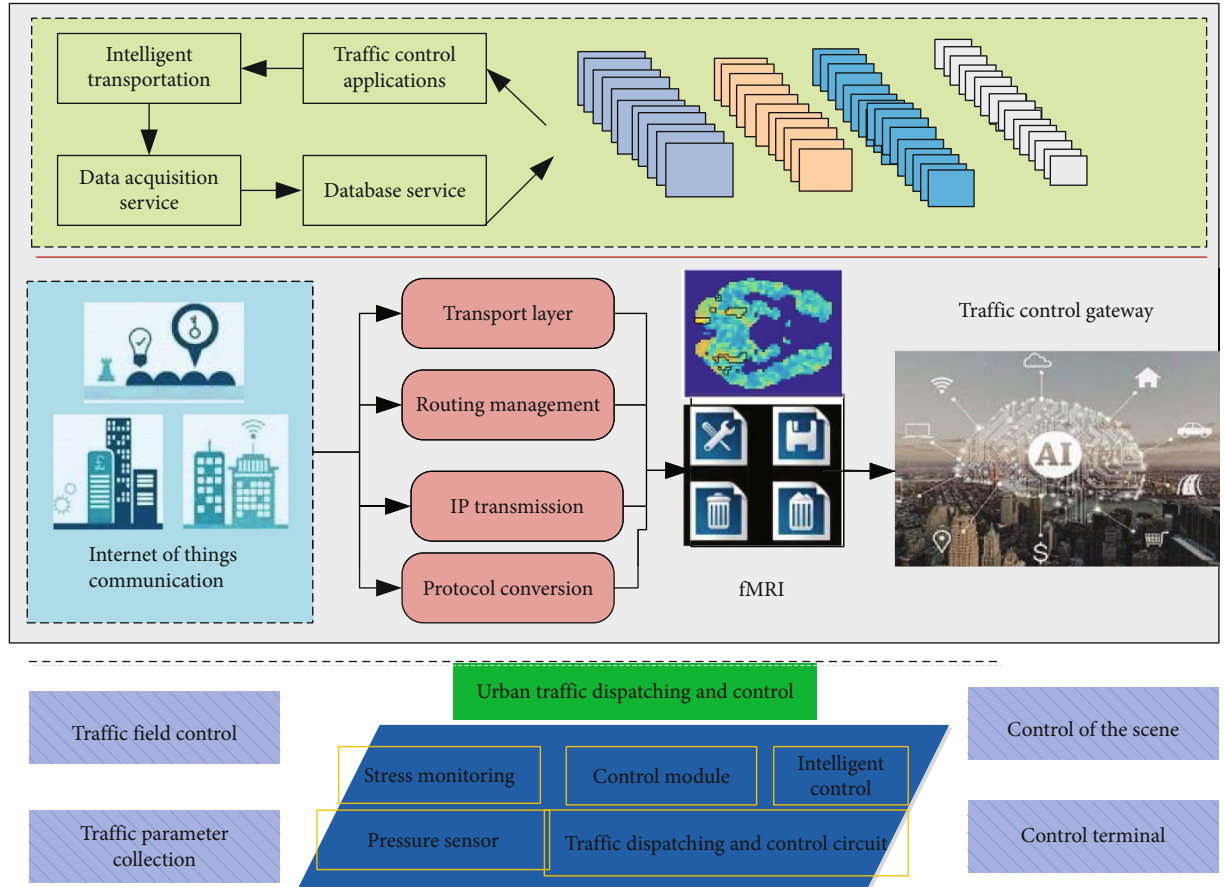 Intelligent
transportation
Traffic control
applications
Data acquisition
service
Database service
Transport layer
Routing management
IP transmission
Protocol conversion
£
Internet of things
communication
fMRI
Traffic control gateway
AI
$
Urban traffic dispatching and control
Traffic field control
Traffic parameter
collection
Stress monitoring
Control module
Intelligent
control
Pressure sensor
Traffic dispatching and control circuit
Control of the scene
Control terminal